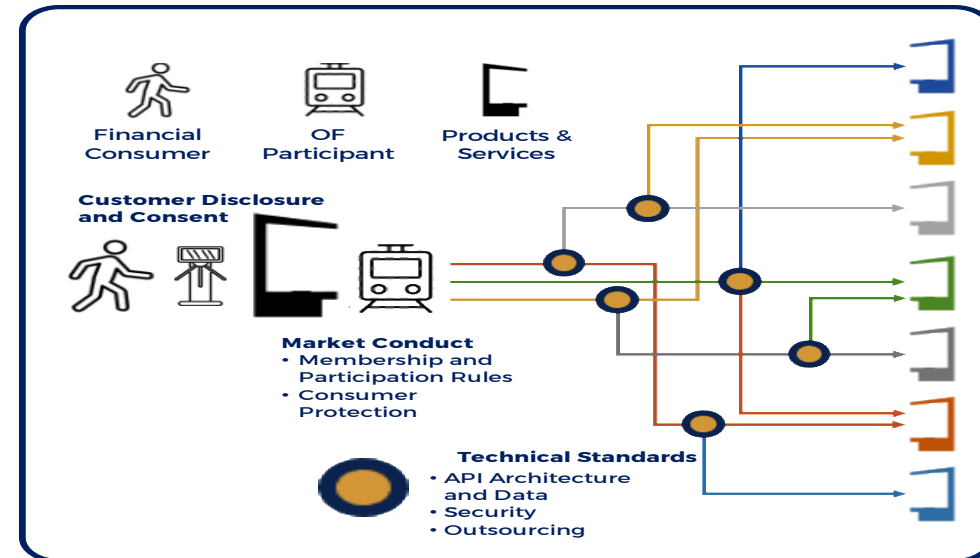 Financial
Consumer
OF
Participant
Products &
Services
Customer Disclosure
and Consent
Market Conduct
• Membership and
Participation Rules
• Consumer
Protection
Technical Standards
• API Architecture
and Data
• Security
• Outsourcing